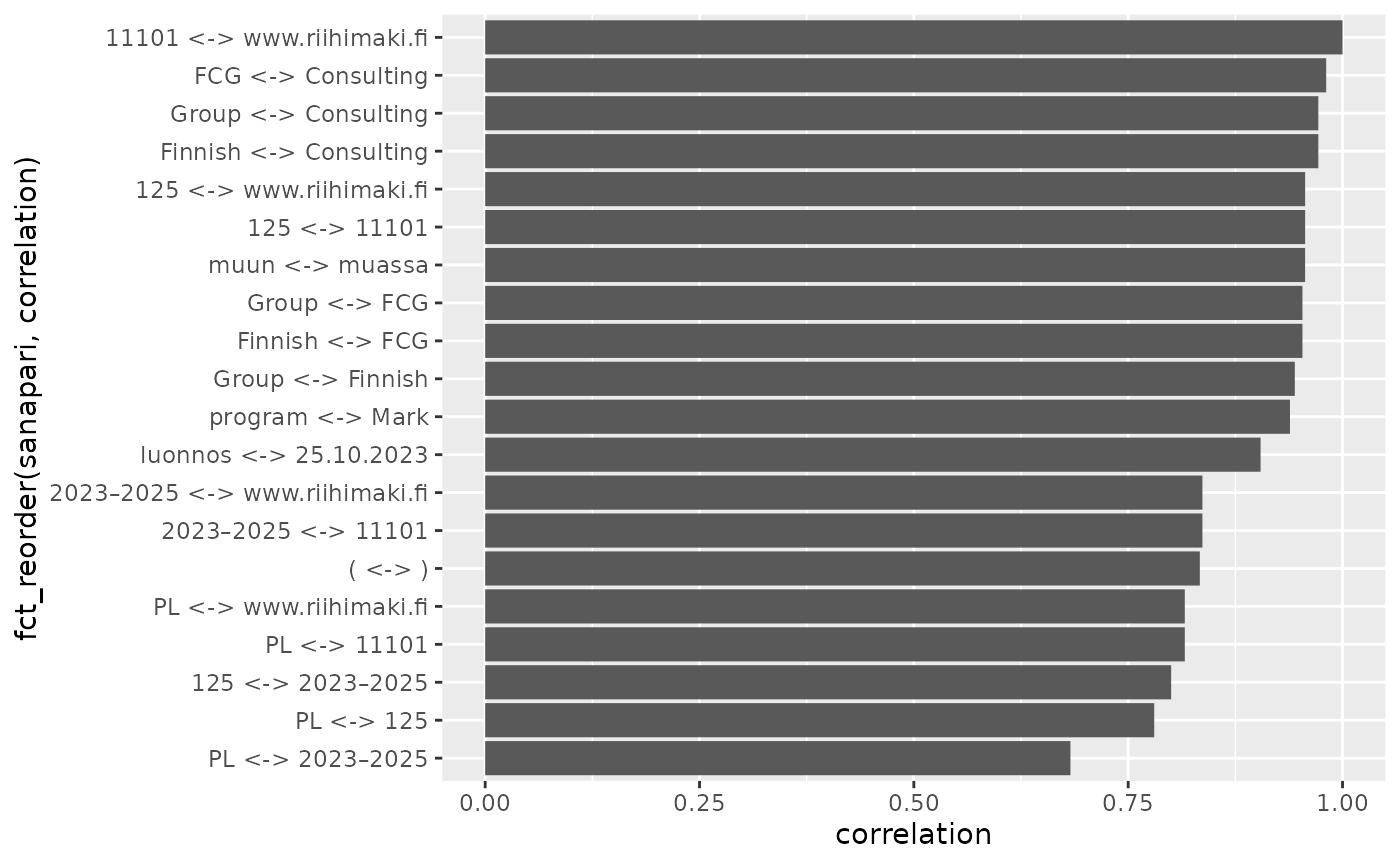 fct_reorder(sanapari, correlation)
11101 <-> www.riihimaki.fi
FCG <-> Consulting
Group <-> Consulting
Finnish <-> Consulting
125 <-> www.riihimaki.fi
125 <-> 11101
muun <-> muassa
Group <-> FCG
Finnish <-> FCG
Group <-> Finnish
program <-> Mark
luonnos <-> 25.10.2023
2023–2025 <-> www.riihimaki.fi
2023–2025 <-> 11101
( <-> )
PL <-> www.riihimaki.fi
PL <-> 11101
125 <-> 2023–2025
PL <-> 125
PL <-> 2023–2025
0.00 0.25 0.50 0.75 1.00
correlation